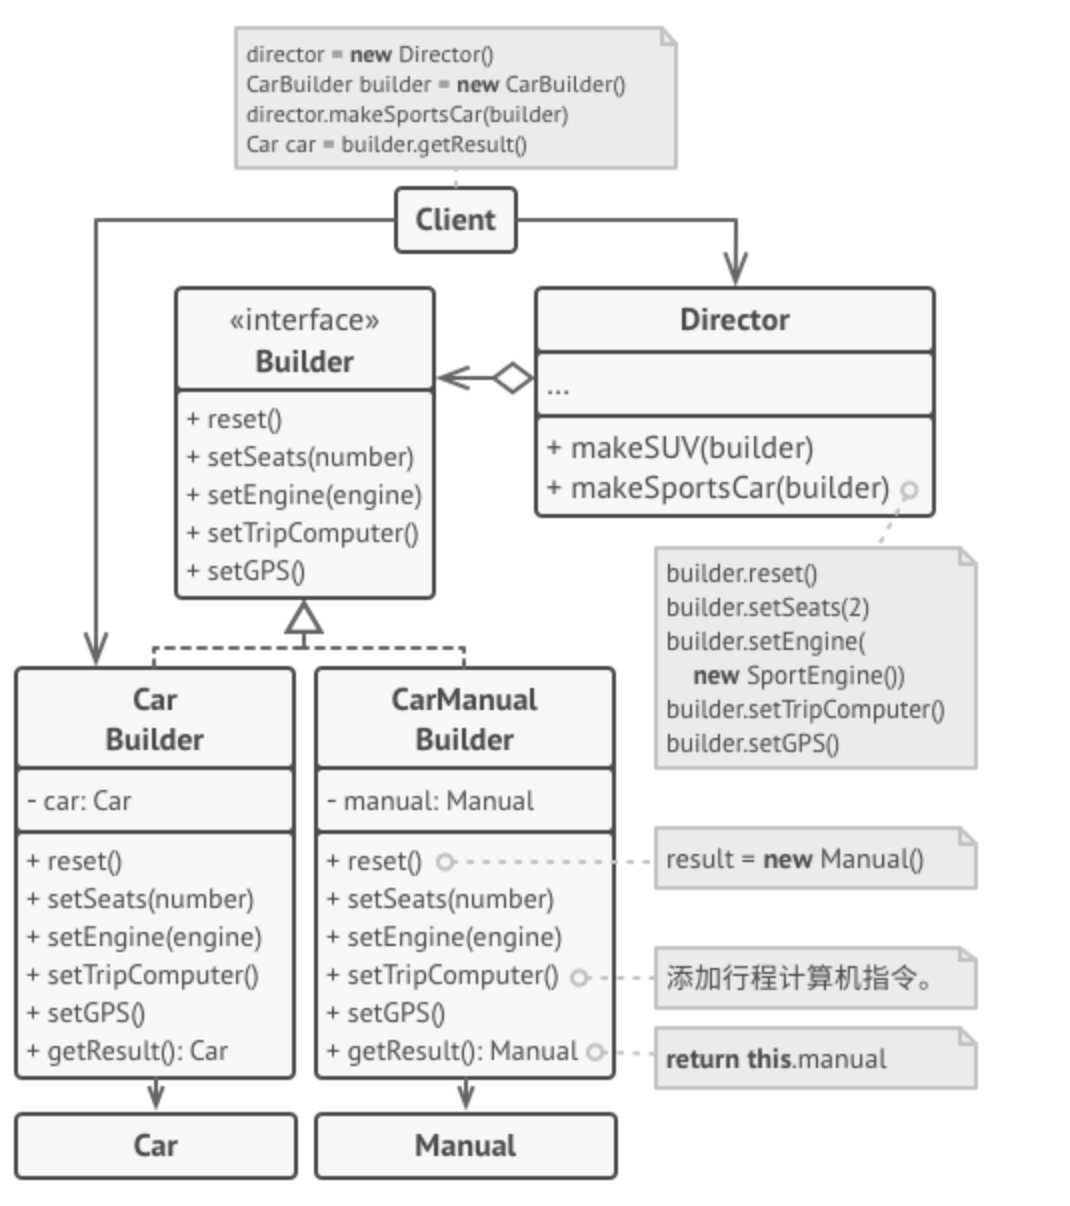 director = new Director()
CarBuilder builder = new CarBuilder()
director.makeSportsCar(builder)
Car car = builder.getResult()
Client
«interface»
Builder
+ reset()
+ setSeats(number)
+ setEngine(engine)
+ setTripComputer()
+ setGPS()
Director
...
+ makeSUV(builder)
+ makeSportsCar(builder)
builder.reset()
builder.setSeats(2)
builder.setEngine(
new SportEngine())
builder.setTripComputer()
builder.setGPS()
Car
Builder
- car: Car
+ reset()
+ setSeats(number)
+ setEngine(engine)
+ setTripComputer()
+ setGPS()
+ getResult(): Car
CarManual
Builder
- manual: Manual
+ reset()
+ setSeats(number)
+ setEngine(engine)
+ setTripComputer()
+ setGPS()
+ getResult(): Manual
result = new Manual()
添加行程计算机指令。
return this.manual
Car
Manual